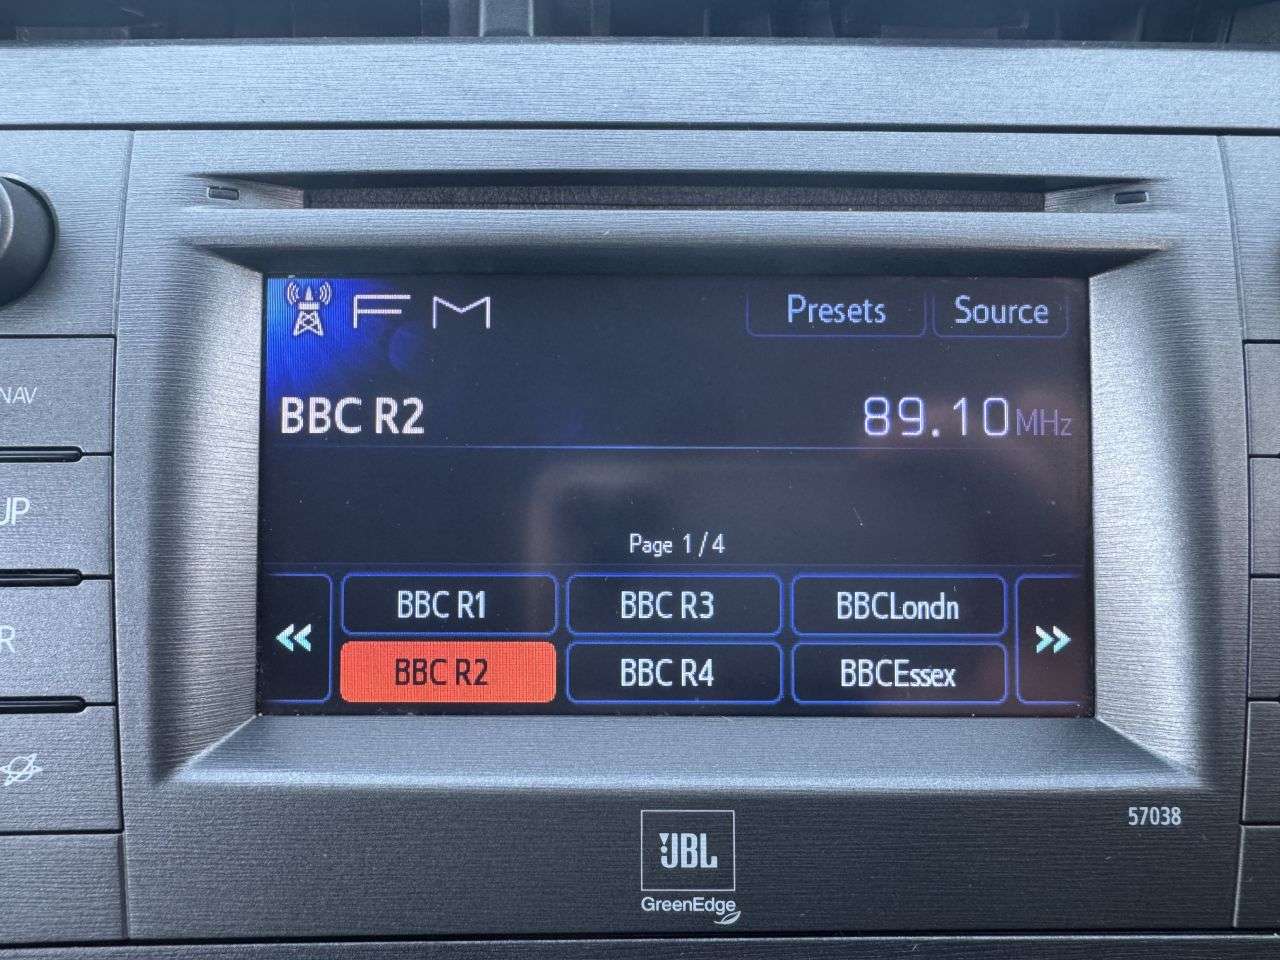 FM
Presets
Source
BBC R2
89.10MHz
Page 1/4
BBC R1
BBC R3
BBCLondn
BBC R2
BBC R4
BBCEssex
NAV
UP
R
57038
JBL
GreenEdge